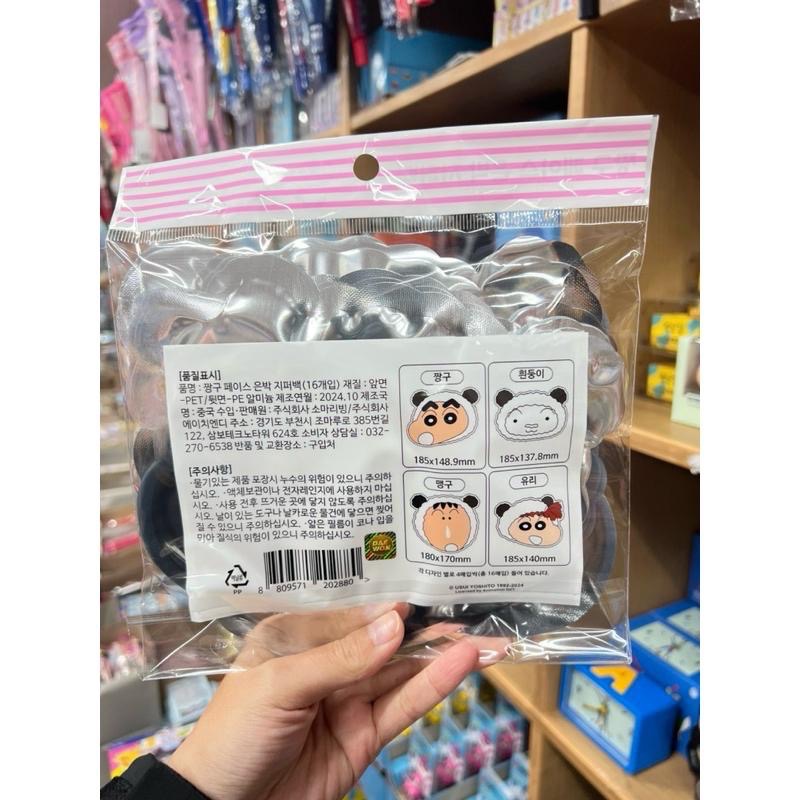 [품질표시]
품명 : 짱구 페이스 은박 지퍼백(16개입) 재질 : 앞면
-PET/뒷면-PE 알미늄 제조연월 : 2024.10 제조국
명 : 중국 수입·판매원 : 주식회사 소마리빙/주식회사
에이치엔디 주소 : 경기도 부천시 조마루로 385번길
122, 삼보테크노타워 624호 소비자 상담실 : 032-
270-6538 반품 및 교환장소 : 구입처
[주의사항]
·물기있는 제품 포장시 누수의 위험이 있으니 주의하
십시오. ·액체보관이나 전자레인지에 사용하지 마십
시오. ·사용 전후 뜨거운 곳에 닿지 않도록 주의하십
시오. 날이 있는 도구나 날카로운 물건에 닿으면 찢어
질 수 있으니 주의하십시오. ·얇은 필름이 코나 입을
막아 질식의 위험이 있으니 주의하십시오.
PP
8 809571 202880 >
DAE
WON
짱구
185x148.9mm
흰둥이
185x137.8mm
맹구
180x170mm
유리
185x140mm
각 디자인 별로 4매입씩(총 16매입) 들어 있습니다.
© USUI YOSHITO 1992-2024